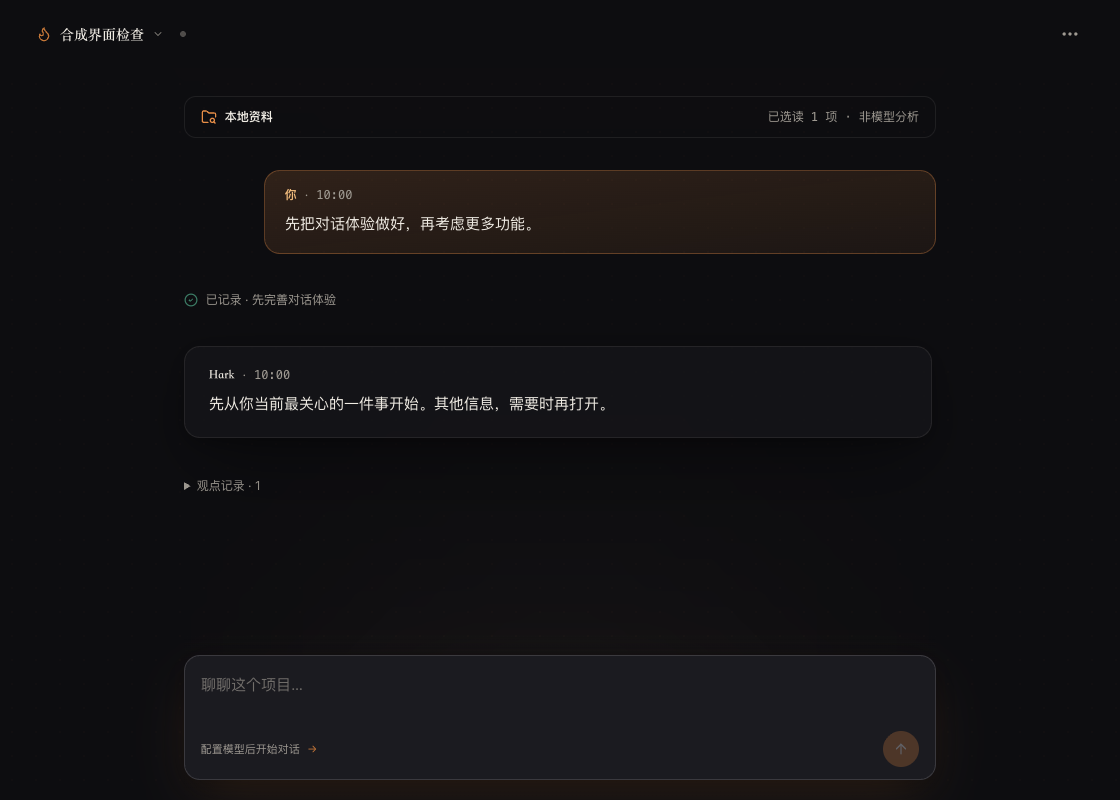 合成界面检查
本地资料
已选读 1 项 · 非模型分析
你 · 10:00
先把对话体验做好，再考虑更多功能。
已记录 · 先完善对话体验
Hark · 10:00
先从你当前最关心的一件事开始。其他信息，需要时再打开。
观点记录 · 1
聊聊这个项目...
配置模型后开始对话 →